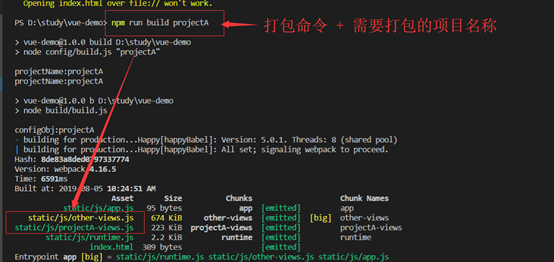 Opening index.html over file:// won't work.
PS D:\study\vue-demo> npm run build projectA
打包命令 + 需要打包的项目名称
> vue-demo@1.0.0 build D:\study\vue-demo
> node config/build.js "projectA"
projectName:projectA
projectName:projectA
> vue-demo@1.0.0 b D:\study\vue-demo
> node build/build.js
configObj:projectA
- building for production...Happy[happyBabel]: Version: 5.0.1. Threads: 8 (shared pool)
| building for production...Happy[happyBabel]: All set; signaling webpack to proceed.
Version: webpack 4.16.5
Time: 6591ms
Built at: 2019-08-05 10:24:51 AM
Asset Size Chunks Chunk Names
static/js/app.js 95 bytes app [emitted] app
static/js/other-views.js 674 KiB other-views [emitted] [big] other-views
static/js/projectA-views.js 223 KiB projectA-views [emitted] projectA-views
static/js/runtime.js 2.2 KiB runtime [emitted] runtime
index.html 309 bytes [emitted]
Entrypoint app [big] = static/js/runtime.js static/js/other-views.js static/js/app.js